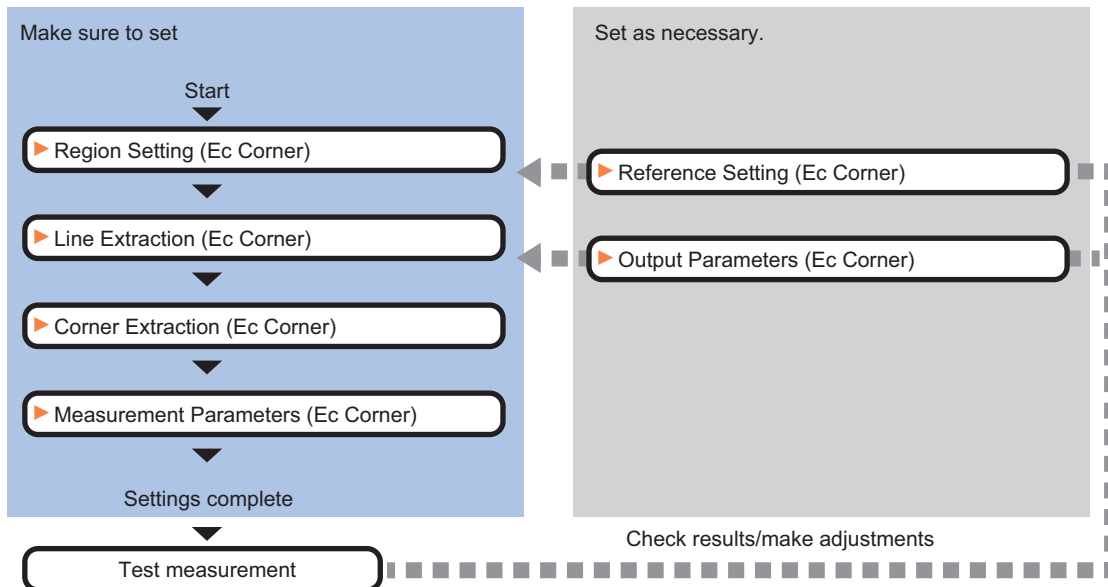 Make sure to set
Start
Region Setting (Ec Corner)
Line Extraction (Ec Corner)
Corner Extraction (Ec Corner)
Measurement Parameters (Ec Corner)
Settings complete
Test measurement
Set as necessary.
Reference Setting (Ec Corner)
Output Parameters (Ec Corner)
Check results/make adjustments